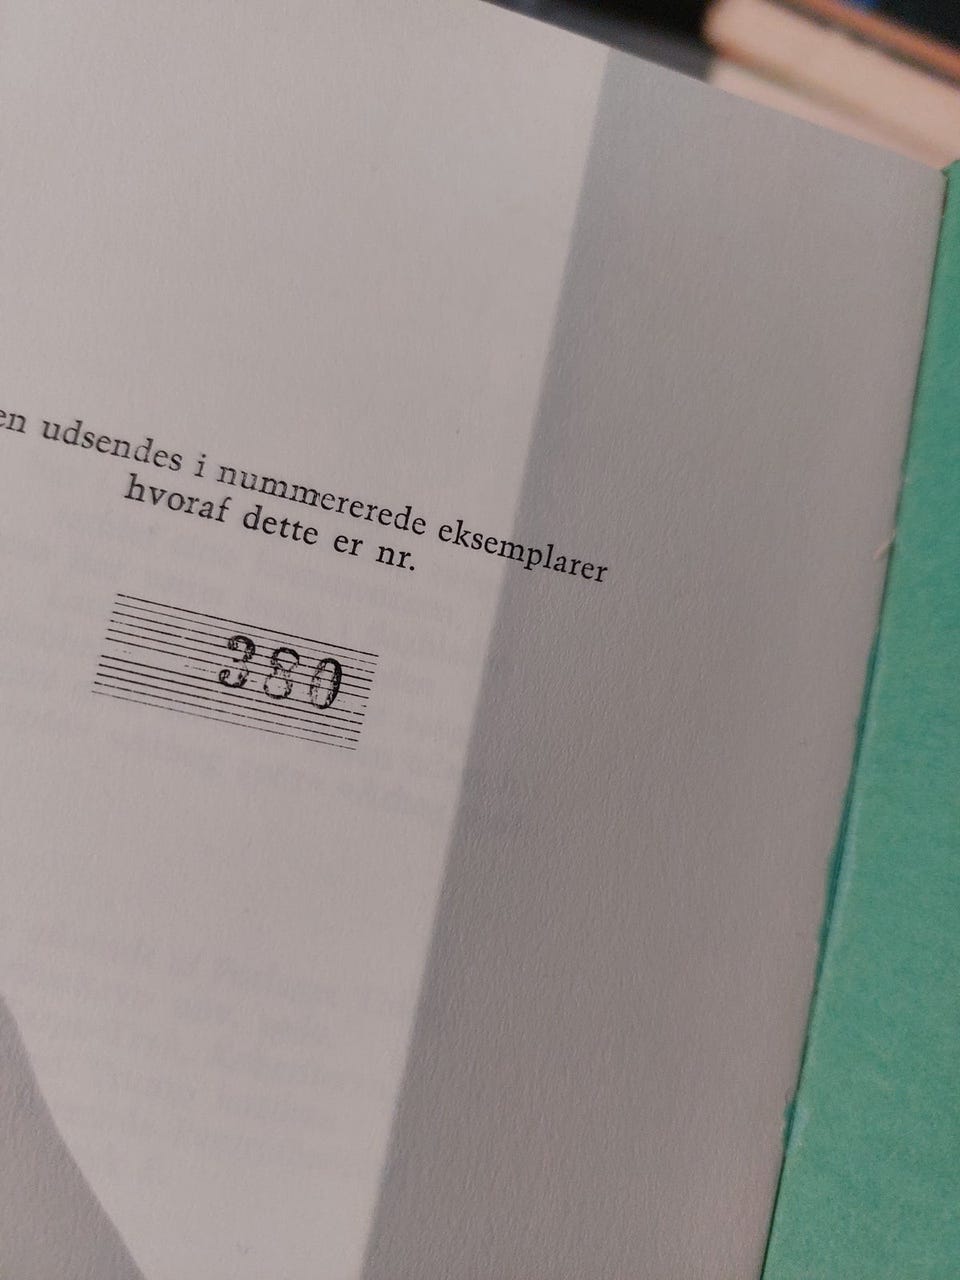 en udsendes i nummererede eksemplarer
hvoraf dette er nr.
380